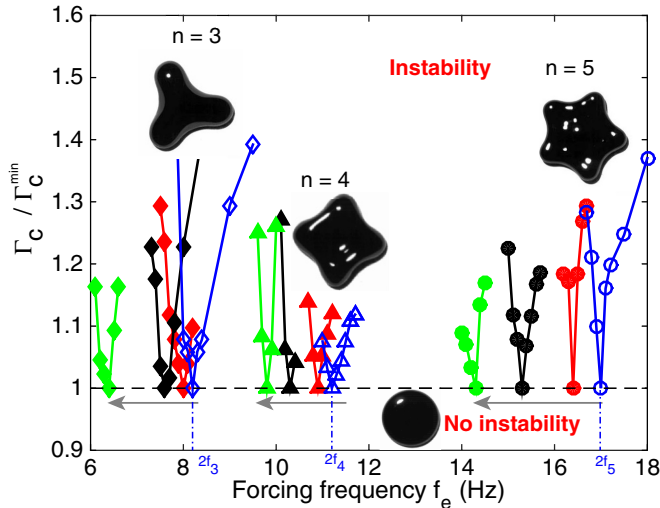 n = 3
Instability
n = 5
n = 4
No instability
Γc / Γc^min
1.6
1.5
1.4
1.3
1.2
1.1
1
0.9
6
8
10
12
14
16
18
2f3
2f4
2f5
Forcing frequency f_e (Hz)